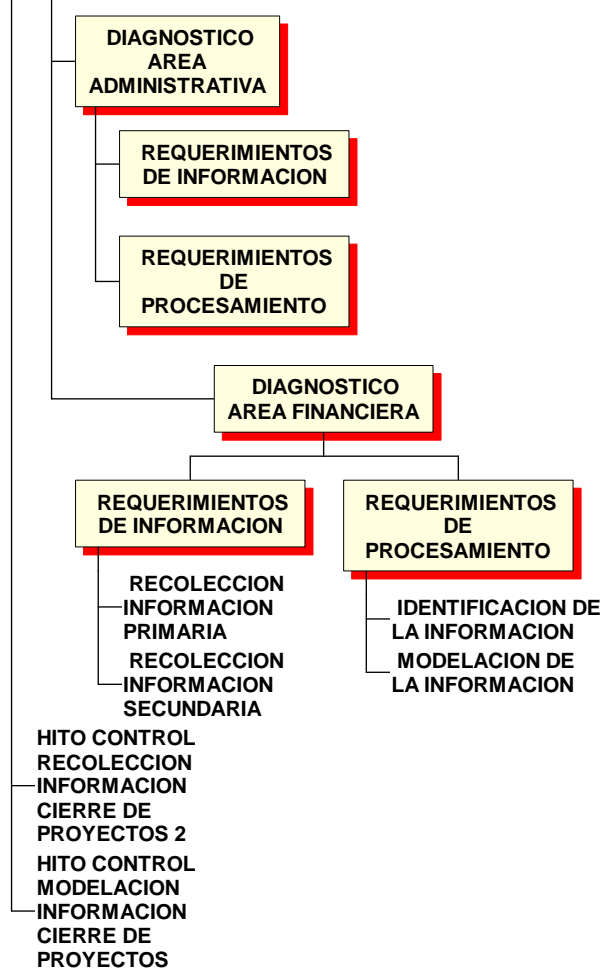 DIAGNOSTICO
AREA
ADMINISTRATIVA
REQUERIMIENTOS
DE INFORMACION
REQUERIMIENTOS
DE
PROCESAMIENTO
DIAGNOSTICO
AREA FINANCIERA
REQUERIMIENTOS
DE INFORMACION
RECOLECCION
INFORMACION
PRIMARIA
RECOLECCION
INFORMACION
SECUNDARIA
REQUERIMIENTOS
DE
PROCESAMIENTO
IDENTIFICACION DE
LA INFORMACION
MODELACION DE
LA INFORMACION
HITO CONTROL
RECOLECCION
INFORMACION
CIERRE DE
PROYECTOS 2
HITO CONTROL
MODELACION
INFORMACION
CIERRE DE
PROYECTOS